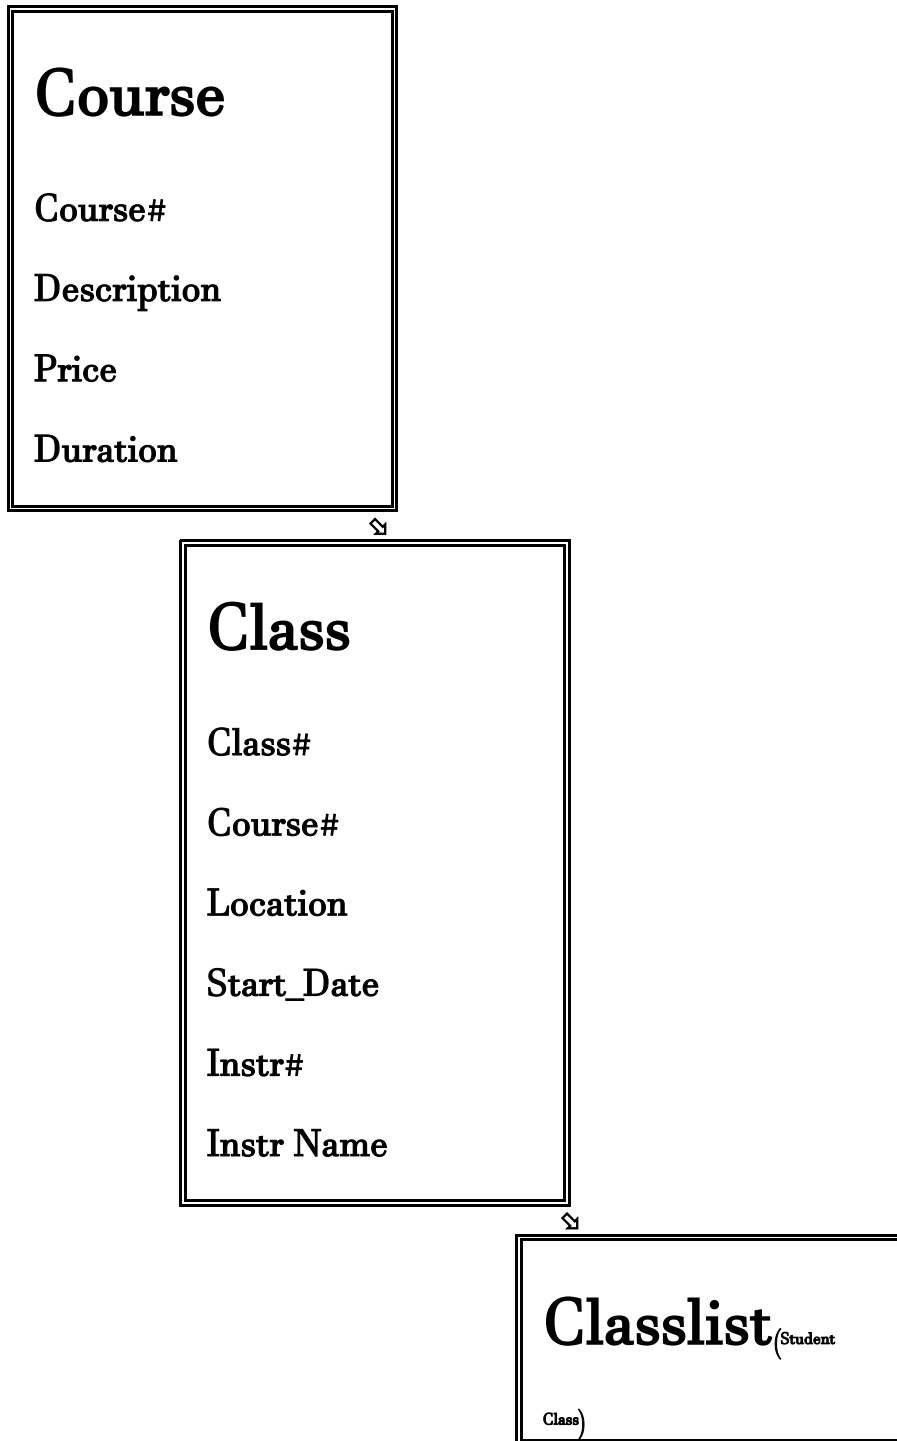 Course
Course#
Description
Price
Duration
Class
Class#
Course#
Location
Start_Date
Instr#
Instr Name
Classlist(Student
Class)